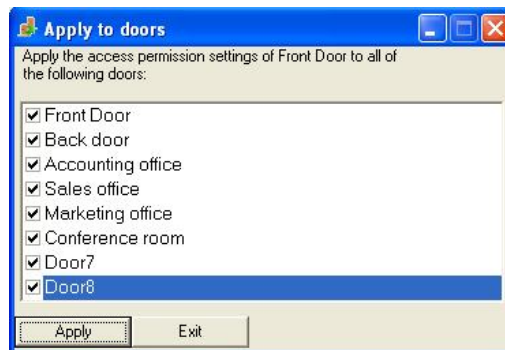 Apply to doors
Apply the access permission settings of Front Door to all of
the following doors:
Front Door
Back door
Accounting office
Sales office
Marketing office
Conference room
Door7
Door8
Apply Exit